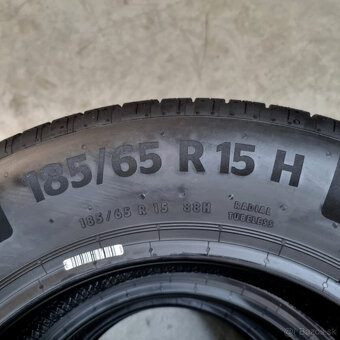 185/65 R 15 H
185/65 R 15 88H
RADIAL
TUBELESS
© Bazos.sk